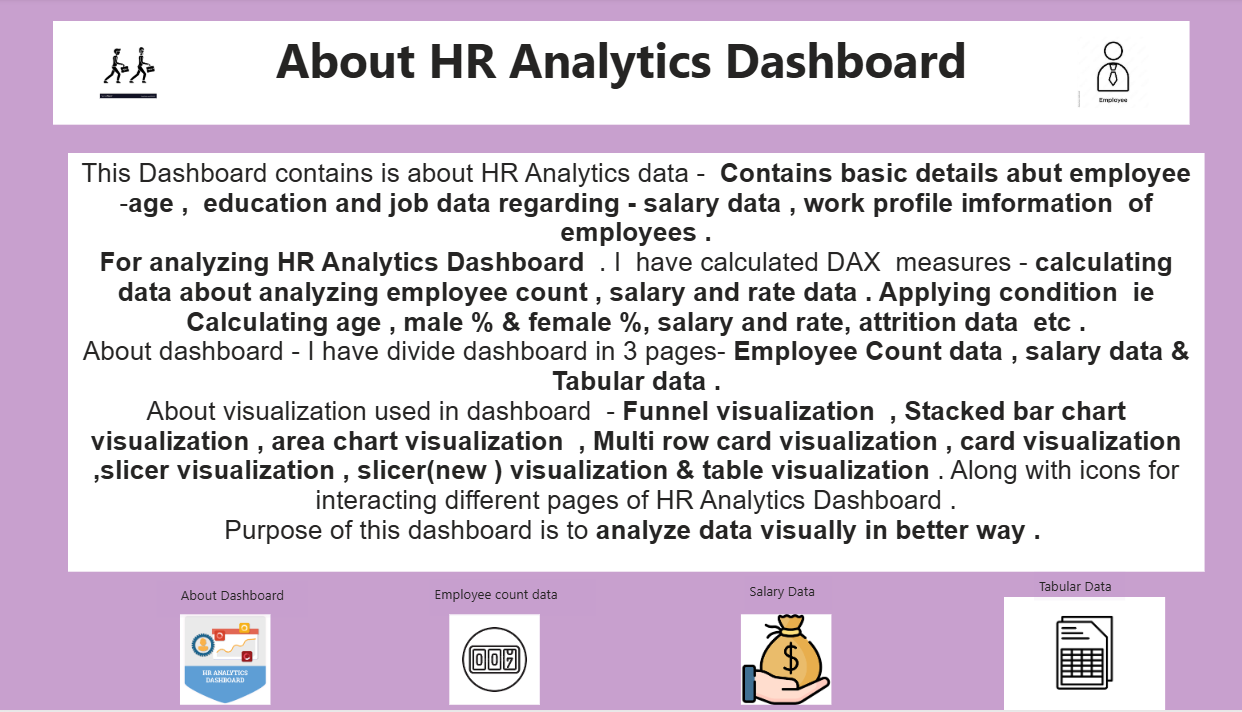 About HR Analytics Dashboard
Employee
This Dashboard contains is about HR Analytics data -  Contains basic details abut employee
-age ,  education and job data regarding - salary data , work profile imformation  of
employees .
For analyzing HR Analytics Dashboard  . I  have calculated DAX  measures - calculating
data about analyzing employee count , salary and rate data . Applying condition  ie
Calculating age , male % & female %, salary and rate, attrition data  etc .
About dashboard - I have divide dashboard in 3 pages- Employee Count data , salary data &
Tabular data .
About visualization used in dashboard  - Funnel visualization  , Stacked bar chart
visualization , area chart visualization  , Multi row card visualization , card visualization
,slicer visualization , slicer(new ) visualization & table visualization . Along with icons for
interacting different pages of HR Analytics Dashboard .
Purpose of this dashboard is to analyze data visually in better way .
About Dashboard
Employee count data
Salary Data
Tabular Data
HR ANALYTICS
DASHBOARD
007
$